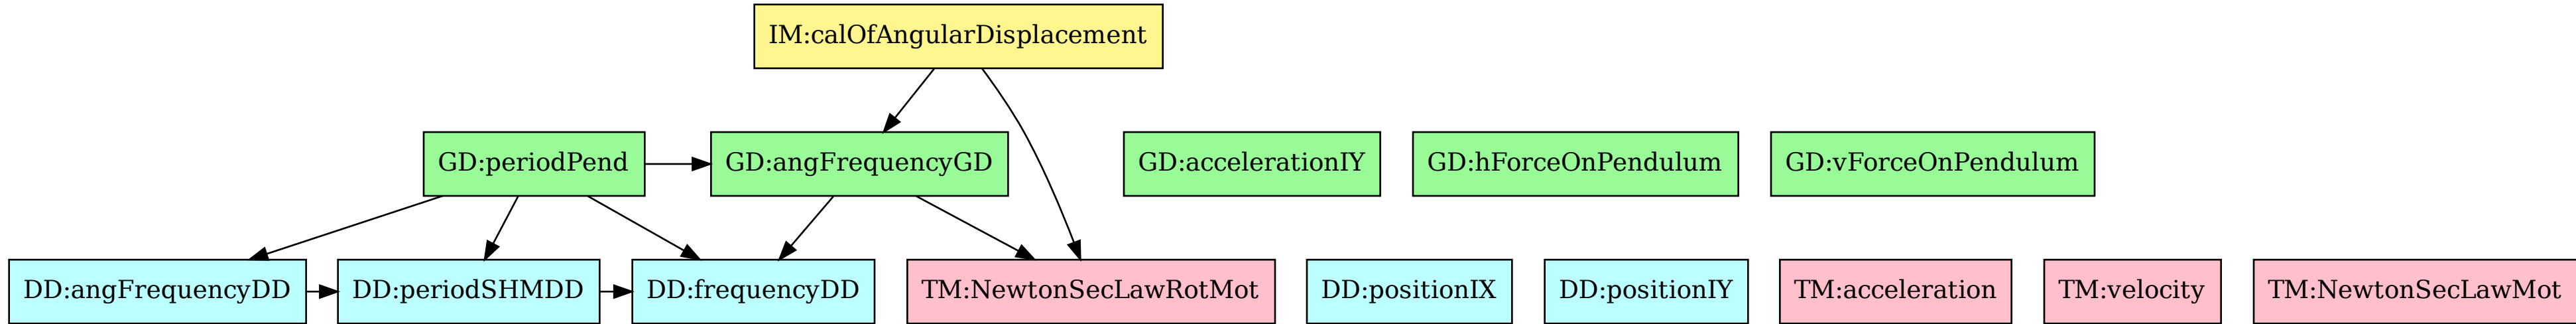 IM:calOfAngularDisplacement
GD:periodPend
GD:angFrequencyGD
GD:accelerationIY
GD:hForceOnPendulum
GD:vForceOnPendulum
DD:angFrequencyDD
DD:periodSHMDD
DD:frequencyDD
TM:NewtonSecLawRotMot
DD:positionIX
DD:positionIY
TM:acceleration
TM:velocity
TM:NewtonSecLawMot